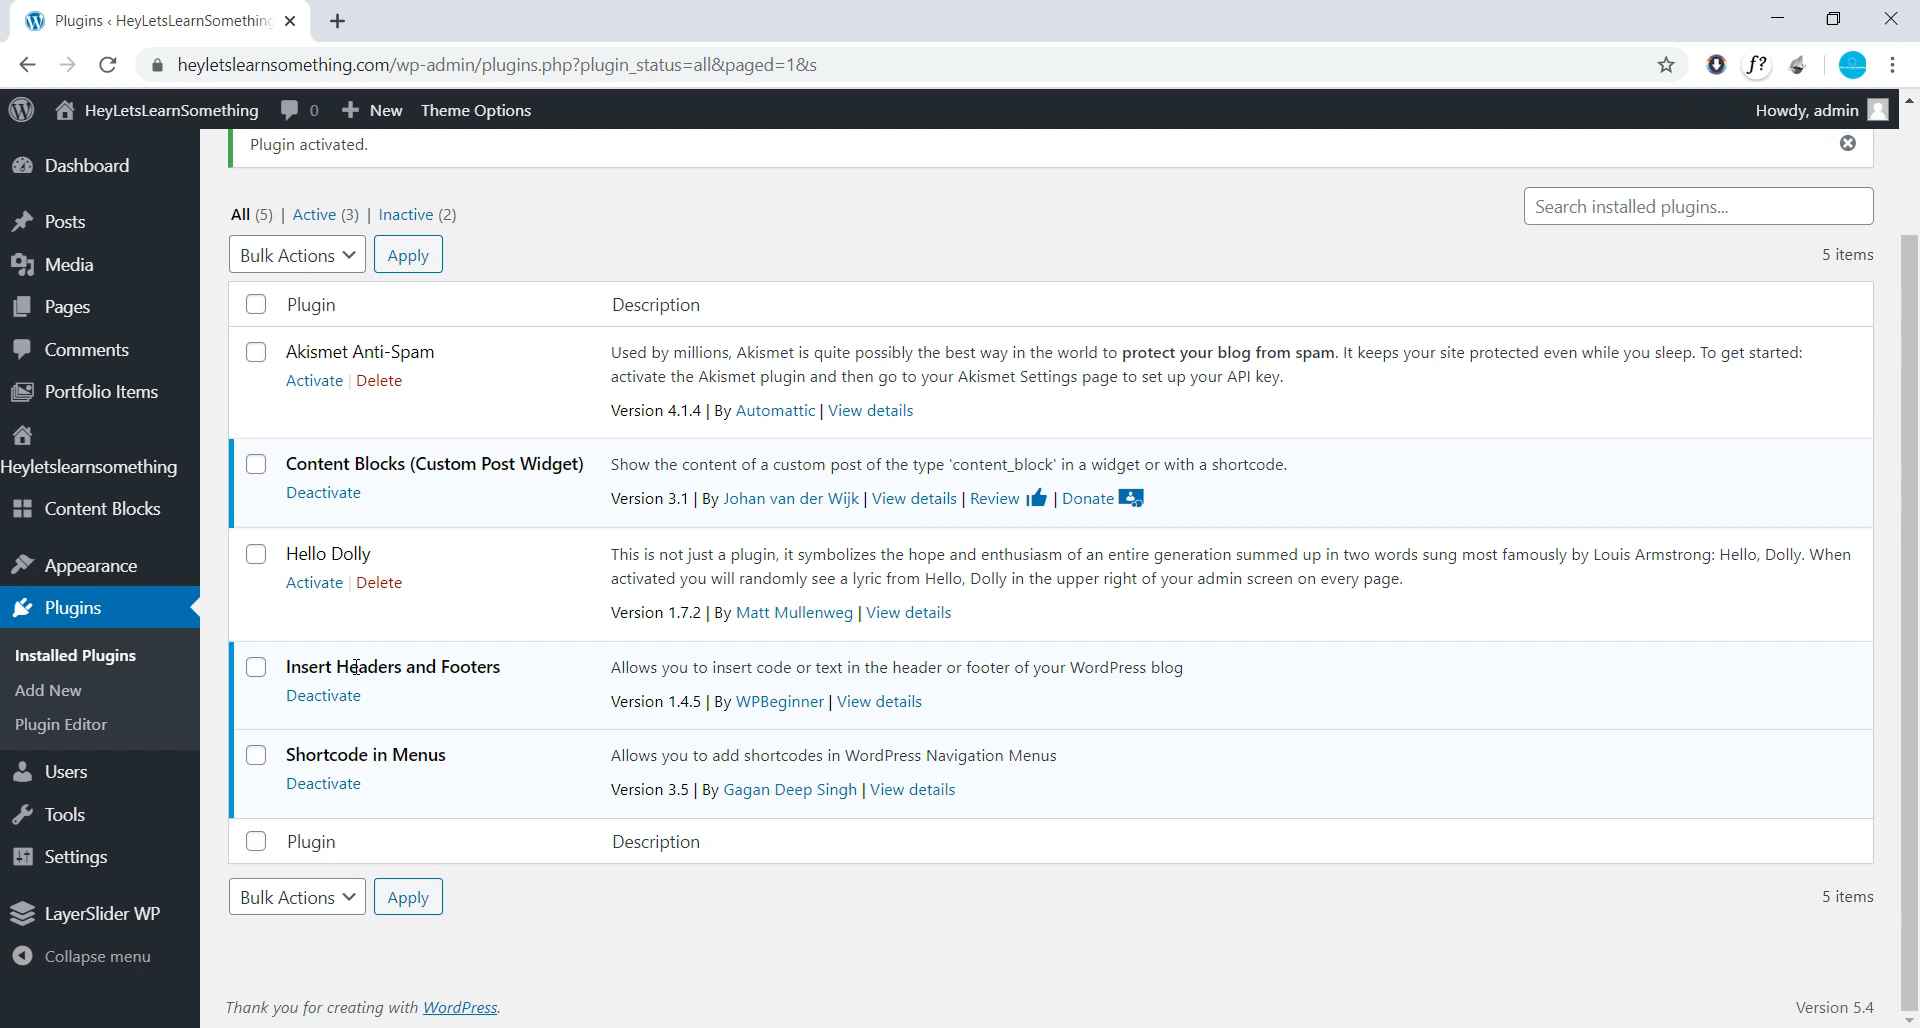 Plugins ‹ HeyLetsLearnSomething
heyletslearnsomething.com/wp-admin/plugins.php?plugin_status=all&paged=1&s
f?
HeyLetsLearnSomething 0 New Theme Options Howdy, admin
Dashboard
Posts
Media
Pages
Comments
Portfolio Items
Heyletslearnsomething
Content Blocks
Appearance
Plugins
Installed Plugins
Add New
Plugin Editor
Users
Tools
Settings
LayerSlider WP
Collapse menu
Plugin activated.
All (5) | Active (3) | Inactive (2)
Search installed plugins...
Bulk Actions Apply 5 items
Plugin Description
Akismet Anti-Spam
Activate | Delete
Used by millions, Akismet is quite possibly the best way in the world to protect your blog from spam. It keeps your site protected even while you sleep. To get started:
activate the Akismet plugin and then go to your Akismet Settings page to set up your API key.
Version 4.1.4 | By Automattic | View details
Content Blocks (Custom Post Widget)
Deactivate
Show the content of a custom post of the type 'content_block' in a widget or with a shortcode.
Version 3.1 | By Johan van der Wijk | View details | Review | Donate
Hello Dolly
Activate | Delete
This is not just a plugin, it symbolizes the hope and enthusiasm of an entire generation summed up in two words sung most famously by Louis Armstrong: Hello, Dolly. When
activated you will randomly see a lyric from Hello, Dolly in the upper right of your admin screen on every page.
Version 1.7.2 | By Matt Mullenweg | View details
Insert Headers and Footers
Deactivate
Allows you to insert code or text in the header or footer of your WordPress blog
Version 1.4.5 | By WPBeginner | View details
Shortcode in Menus
Deactivate
Allows you to add shortcodes in WordPress Navigation Menus
Version 3.5 | By Gagan Deep Singh | View details
Plugin Description
Bulk Actions Apply 5 items
Thank you for creating with WordPress. Version 5.4